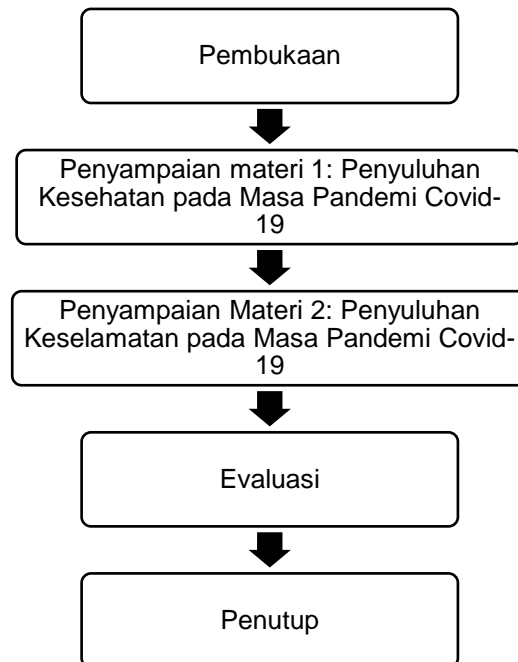 Pembukaan
Penyampaian materi 1: Penyuluhan
Kesehatan pada Masa Pandemi Covid-
19
Penyampaian Materi 2: Penyuluhan
Keselamatan pada Masa Pandemi Covid-
19
Evaluasi
Penutup